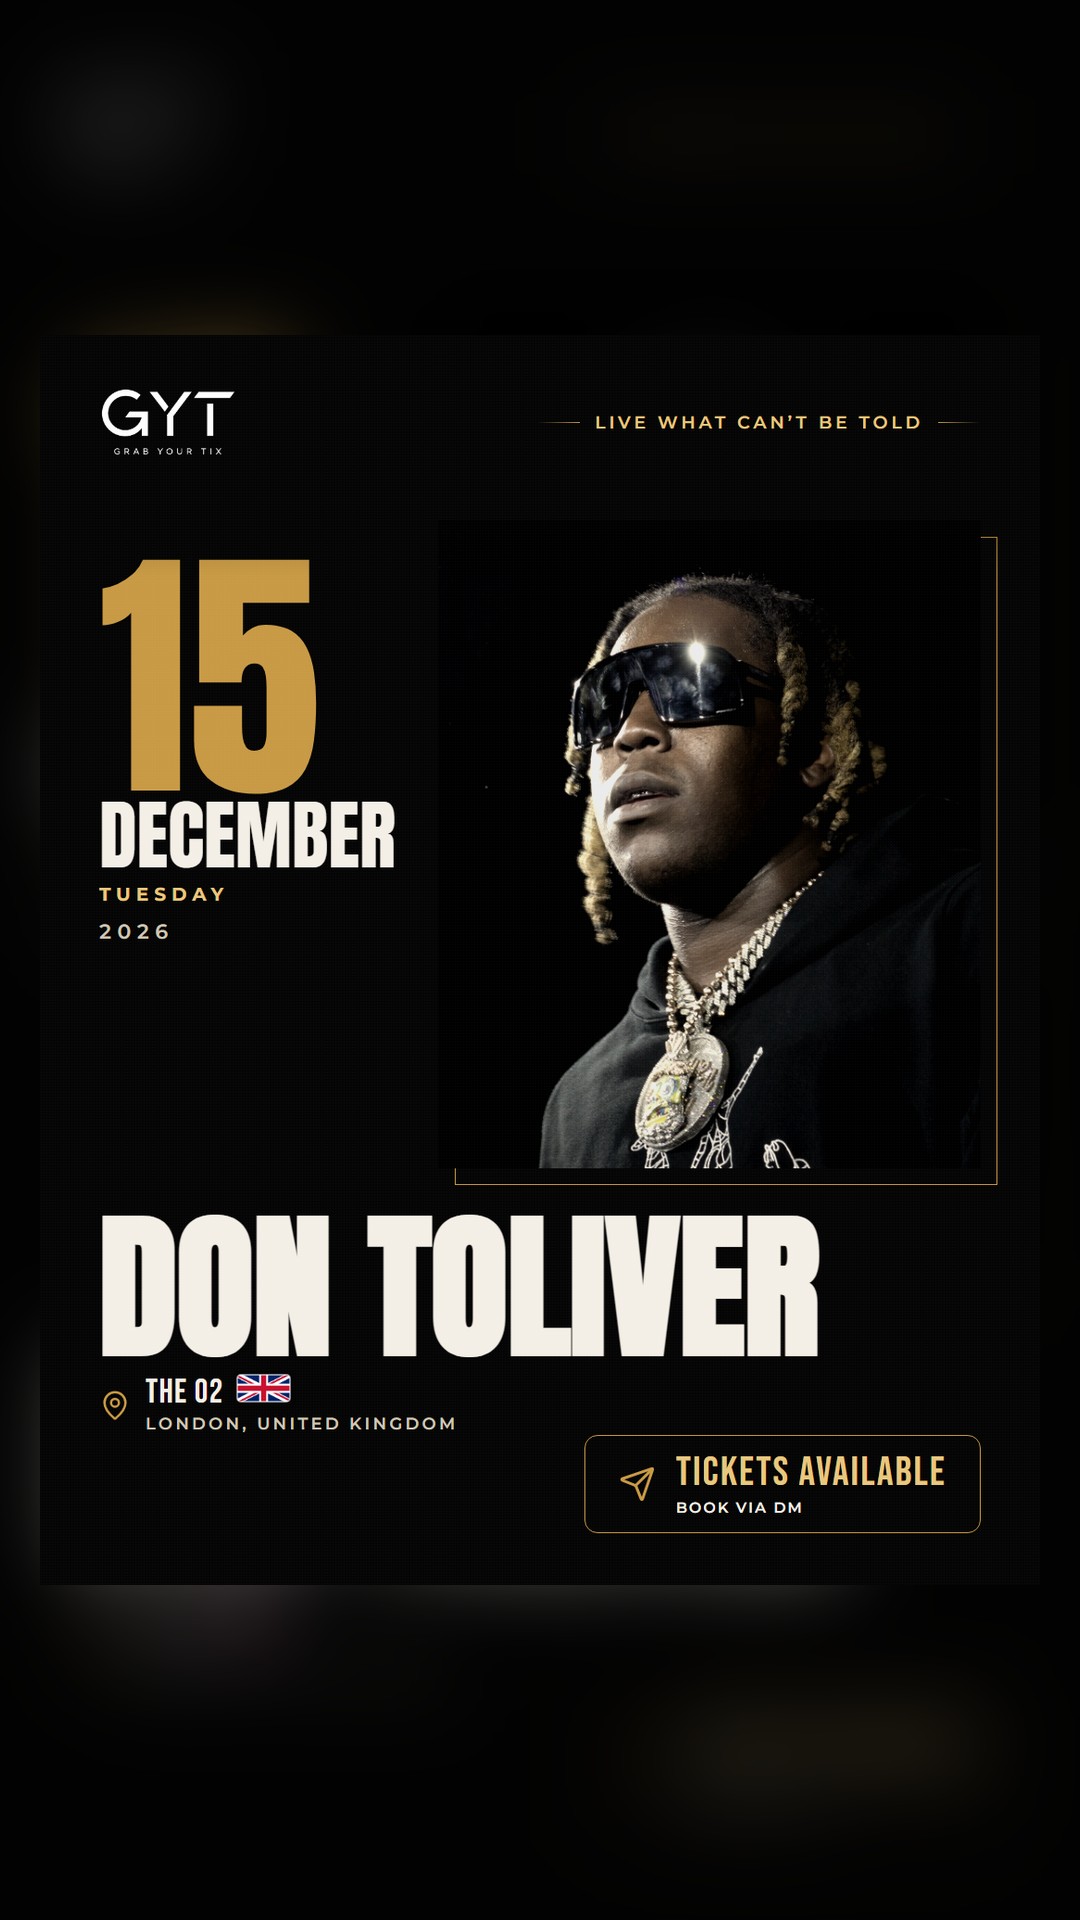 GYT
GRAB YOUR TIX
LIVE WHAT CAN’T BE TOLD
15
DECEMBER
TUESDAY
2026
DON TOLIVER
THE 02
LONDON, UNITED KINGDOM
TICKETS AVAILABLE
BOOK VIA DM